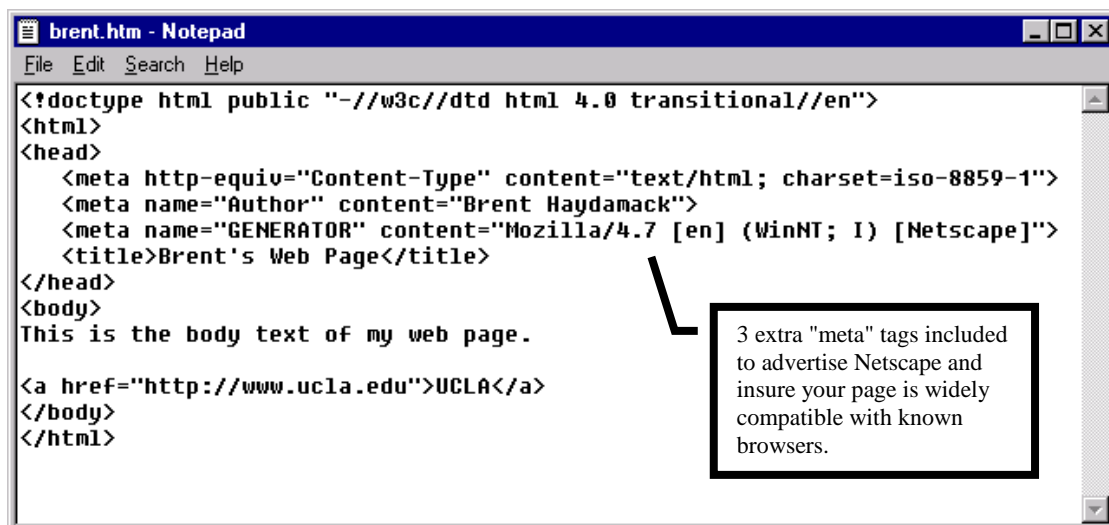 brent.htm - Notepad
File Edit Search Help
<!doctype html public "-//w3c//dtd html 4.0 transitional//en">
<html>
<head>
   <meta http-equiv="Content-Type" content="text/html; charset=iso-8859-1">
   <meta name="Author" content="Brent Haydamack">
   <meta name="GENERATOR" content="Mozilla/4.7 [en] (WinNT; I) [Netscape]">
   <title>Brent's Web Page</title>
</head>
<body>
This is the body text of my web page.
<a href="http://www.ucla.edu">UCLA</a>
</body>
</html>
3 extra "meta" tags included
to advertise Netscape and
insure your page is widely
compatible with known
browsers.